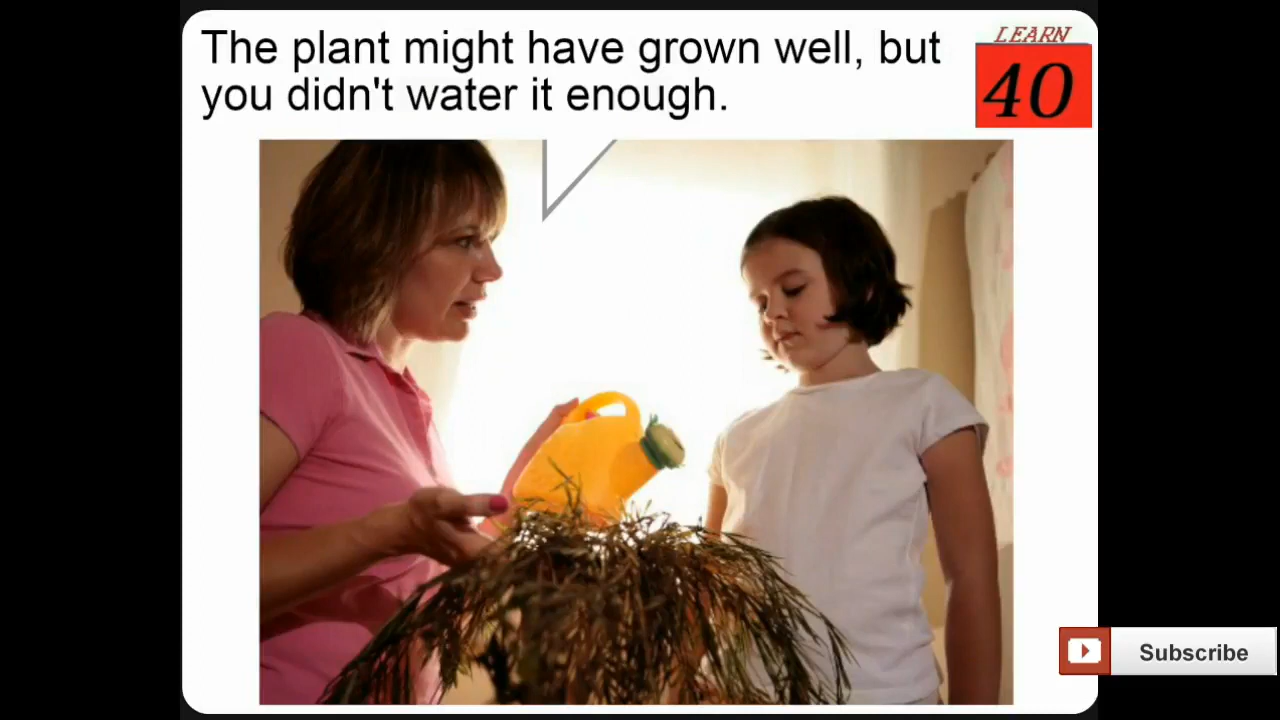 The plant might have grown well, but
you didn't water it enough.
LEARN
40
Subscribe